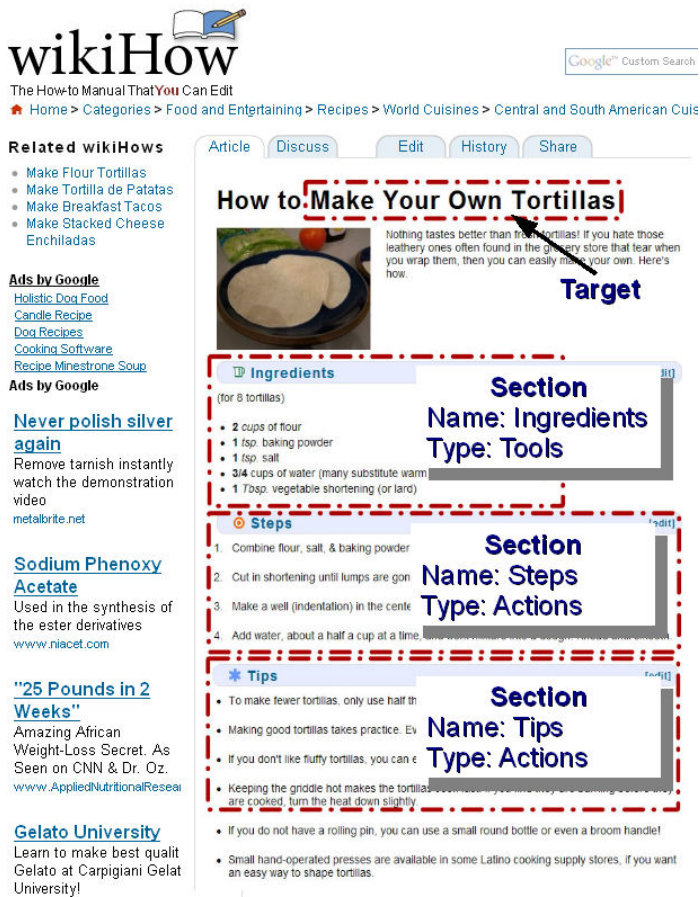 wikiHow
The How-to Manual That You Can Edit
Google™ Custom Search
Home > Categories > Food and Entertaining > Recipes > World Cuisines > Central and South American Cuis
Related wikiHows
Make Flour Tortillas
Make Tortilla de Patatas
Make Breakfast Tacos
Make Stacked Cheese
Enchiladas
Ads by Google
Holistic Dog Food
Candle Recipe
Dog Recipes
Cooking Software
Recipe Minestrone Soup
Ads by Google
Never polish silver
again
Remove tarnish instantly
watch the demonstration
video
metalbrite.net
Sodium Phenoxy
Acetate
Used in the synthesis of
the ester derivatives
www.niacet.com
"25 Pounds in 2
Weeks"
Amazing African
Weight-Loss Secret. As
Seen on CNN & Dr. Oz.
www.AppliedNutritionalResear
Gelato University
Learn to make best qualit
Gelato at Carpigiani Gelat
University!
Article Discuss Edit History Share
How to Make Your Own Tortillas
Nothing tastes better than fresh tortillas! If you hate those
leathery ones often found in the grocery store that tear when
you wrap them, then you can easily make your own. Here's
how.
Target
Ingredients
(for 8 tortillas)
2 cups of flour
1 tsp. baking powder
1 tsp. salt
3/4 cups of water (many substitute warm
1 Tbsp. vegetable shortening (or lard)
Section
Name: Ingredients
Type: Tools
Steps [edit]
1. Combine flour, salt, & baking powder
2. Cut in shortening until lumps are gon
3. Make a well (indentation) in the cente
4. Add water, about a half a cup at a time,
Section
Name: Steps
Type: Actions
Tips [edit]
To make fewer tortillas, only use half th
Making good tortillas takes practice. Ev
If you don't like fluffy tortillas, you can e
Keeping the griddle hot makes the tortillas
are cooked, turn the heat down slightly.
If you do not have a rolling pin, you can use a small round bottle or even a broom handle!
Small hand-operated presses are available in some Latino cooking supply stores, if you want
an easy way to shape tortillas.
Section
Name: Tips
Type: Actions